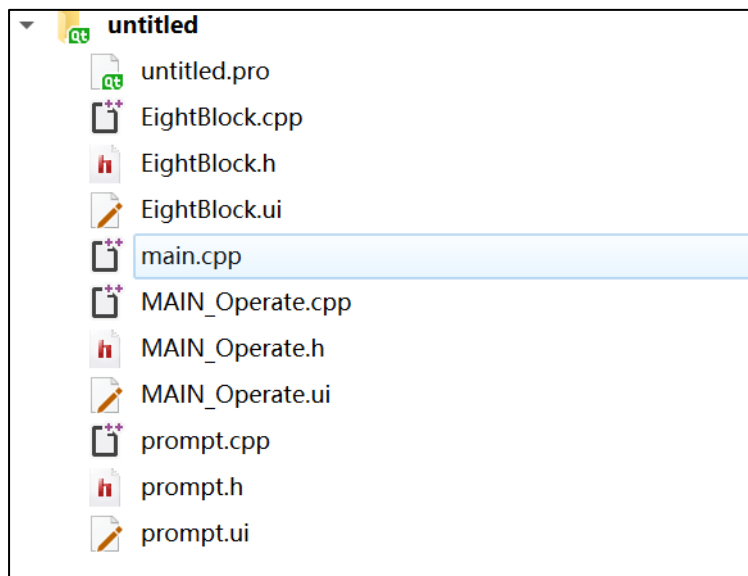 untitled
untitled.pro
EightBlock.cpp
EightBlock.h
EightBlock.ui
main.cpp
MAIN_Operate.cpp
MAIN_Operate.h
MAIN_Operate.ui
prompt.cpp
prompt.h
prompt.ui